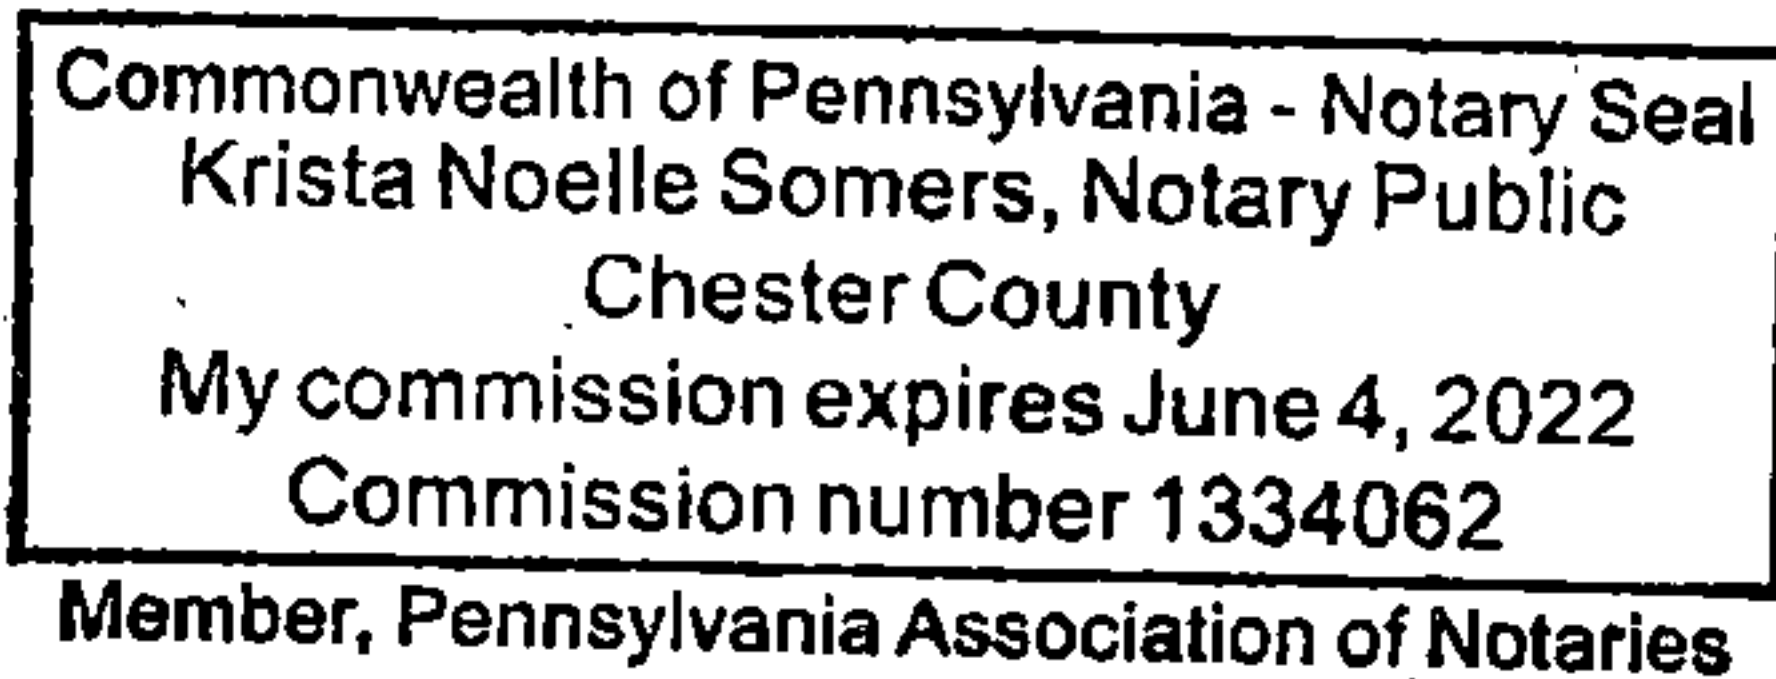 Commonwealth of Pennsylvania - Notary Seal
Krista Noelle Somers, Notary Public
Chester County
My commission expires June 4, 2022
Commission number 1334062
Member, Pennsylvania Association of Notaries